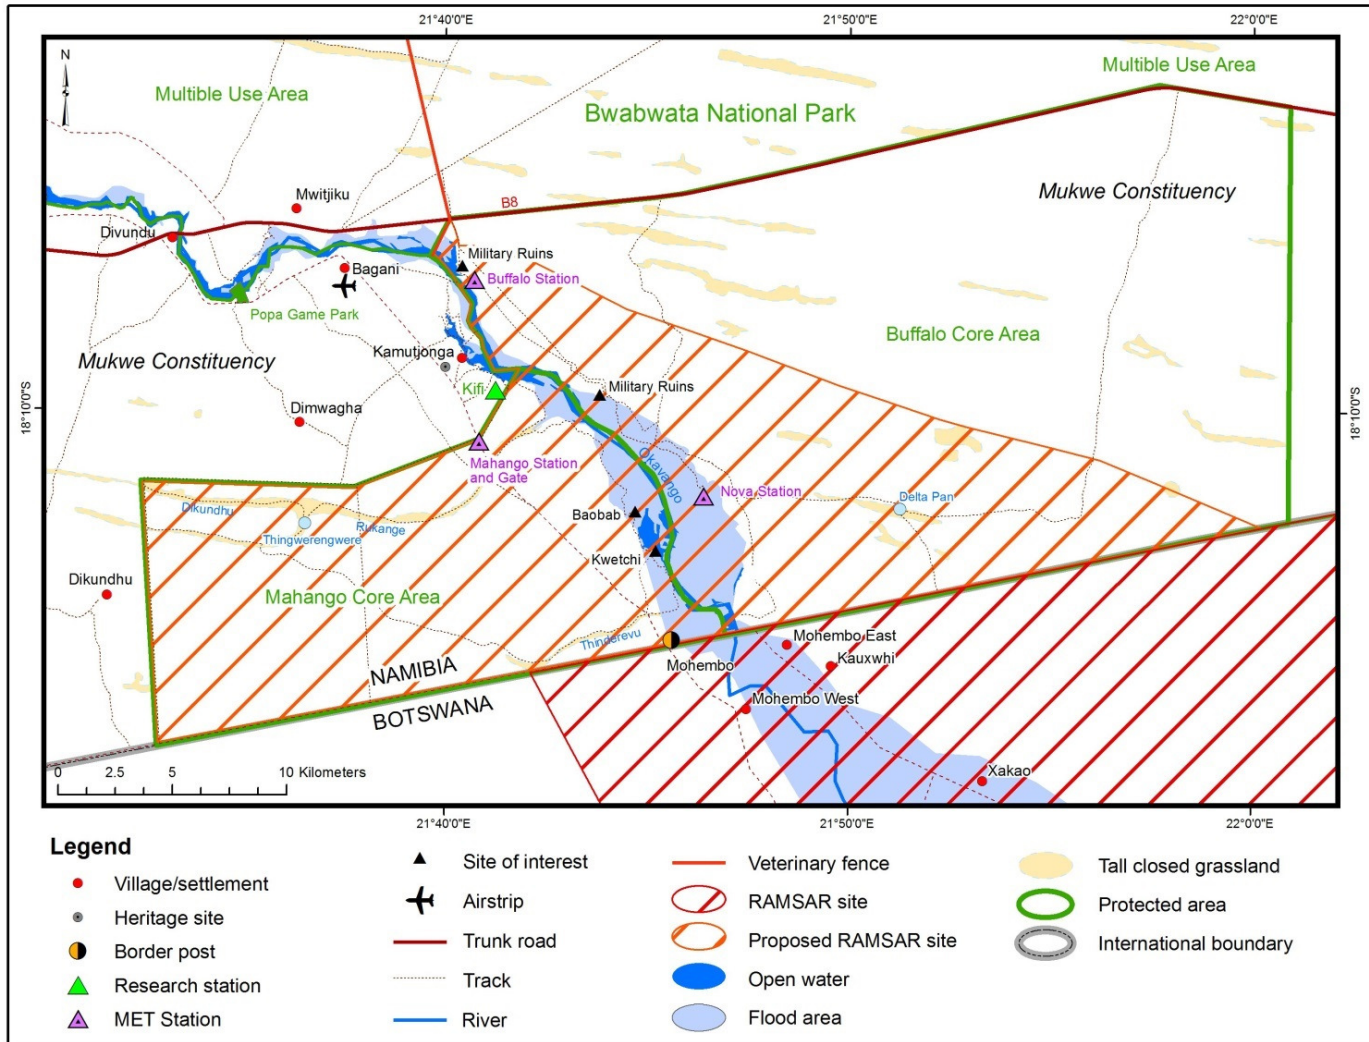 21°40'0"E
21°50'0"E
22°0'0"E
N
Multible Use Area
Multible Use Area
Bwabwata National Park
Mukwe Constituency
Mwitjiku
B8
Divundu
Military Ruins
Bagani
Buffalo Station
Popa Game Park
Buffalo Core Area
Kamutjonga
Mukwe Constituency
Kifi
Military Ruins
18°10'0"S
18°10'0"S
Dimwagha
Mahango Station
and Gate
Okavango
Nova Station
Delta Pan
Dikundhu
Rukange
Baobab
Thingwerengwere
Kwetchi
Dikundhu
Mahango Core Area
Thinderevu
Mohembo East
NAMIBIA
Mohembo
Kauxwhi
BOTSWANA
Mohembo West
Xakao
0 2.5 5 10 Kilometers
21°40'0"E
21°50'0"E
22°0'0"E
Legend
Village/settlement
Heritage site
Border post
Research station
MET Station
Site of interest
Airstrip
Trunk road
Track
River
Veterinary fence
RAMSAR site
Proposed RAMSAR site
Open water
Flood area
Tall closed grassland
Protected area
International boundary